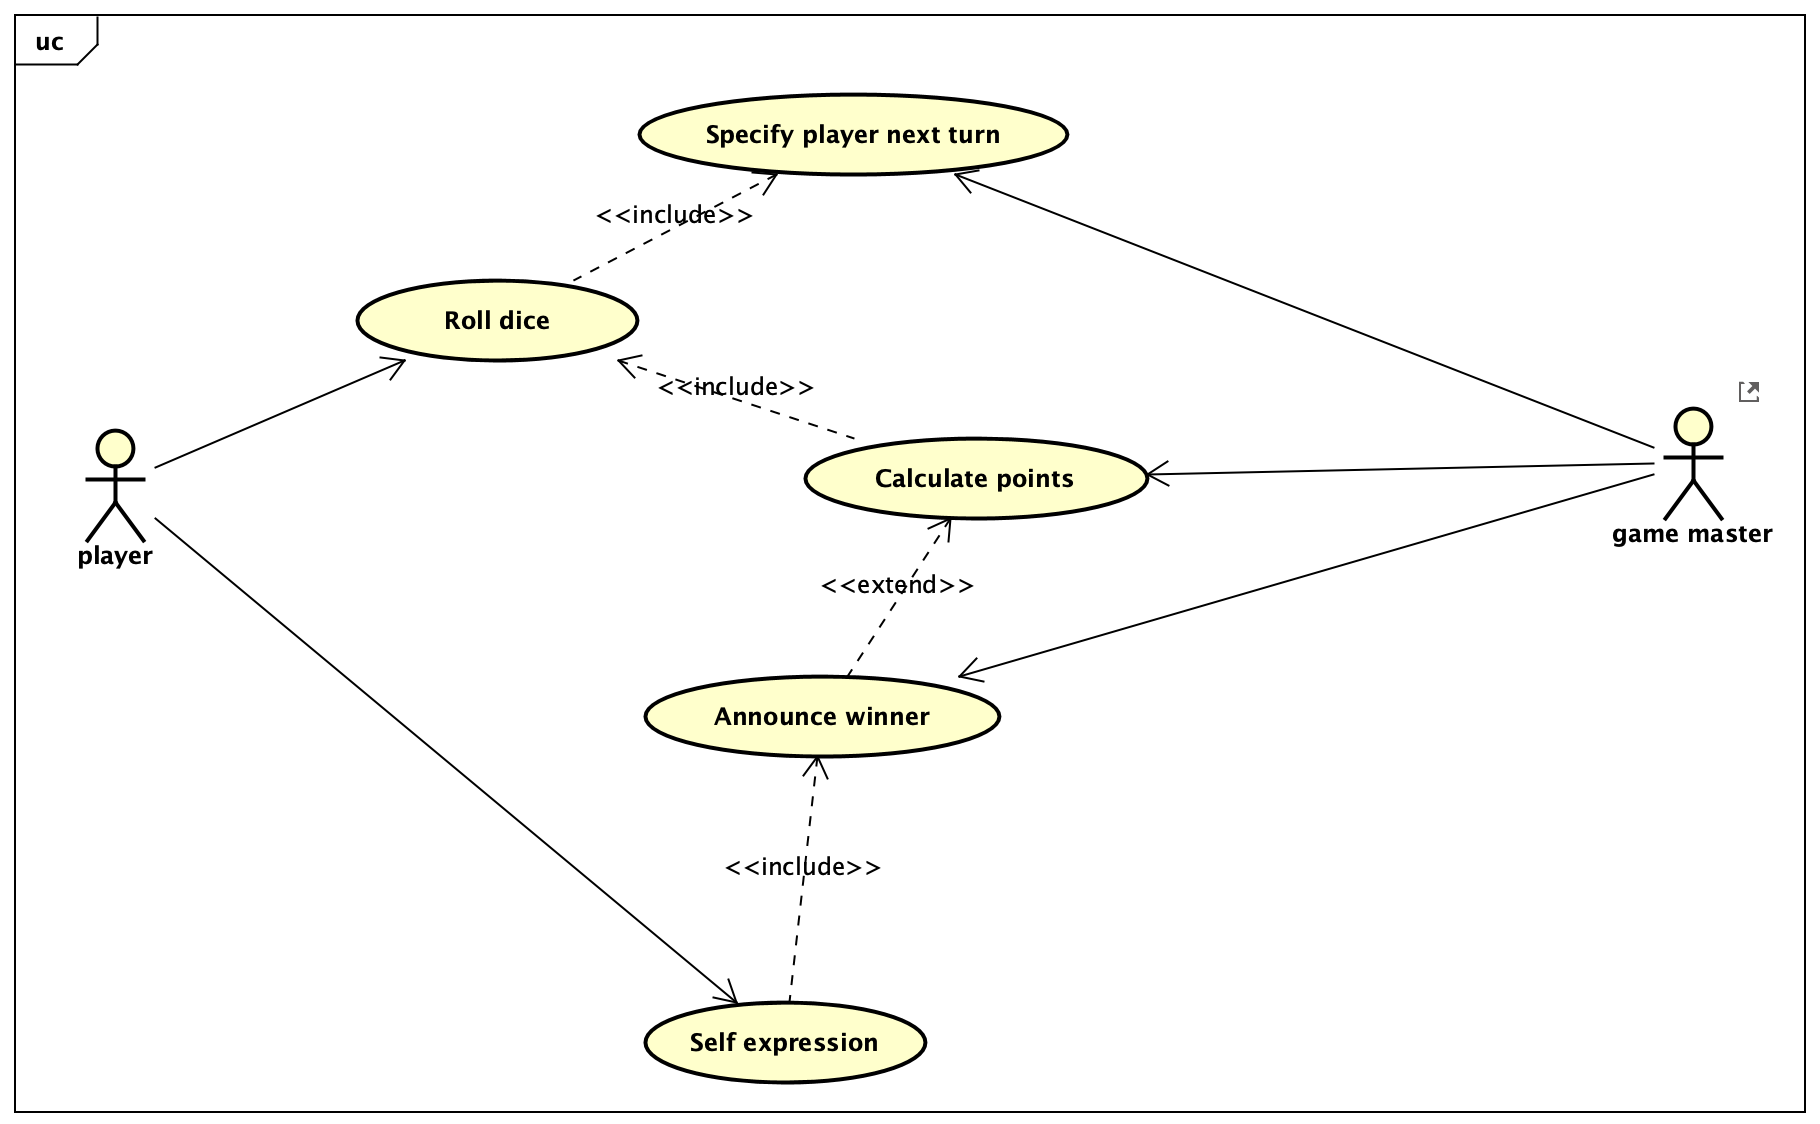 uc
Specify player next turn
<<include>>
Roll dice
<<include>>
Calculate points
player
game master
<<extend>>
Announce winner
<<include>>
Self expression